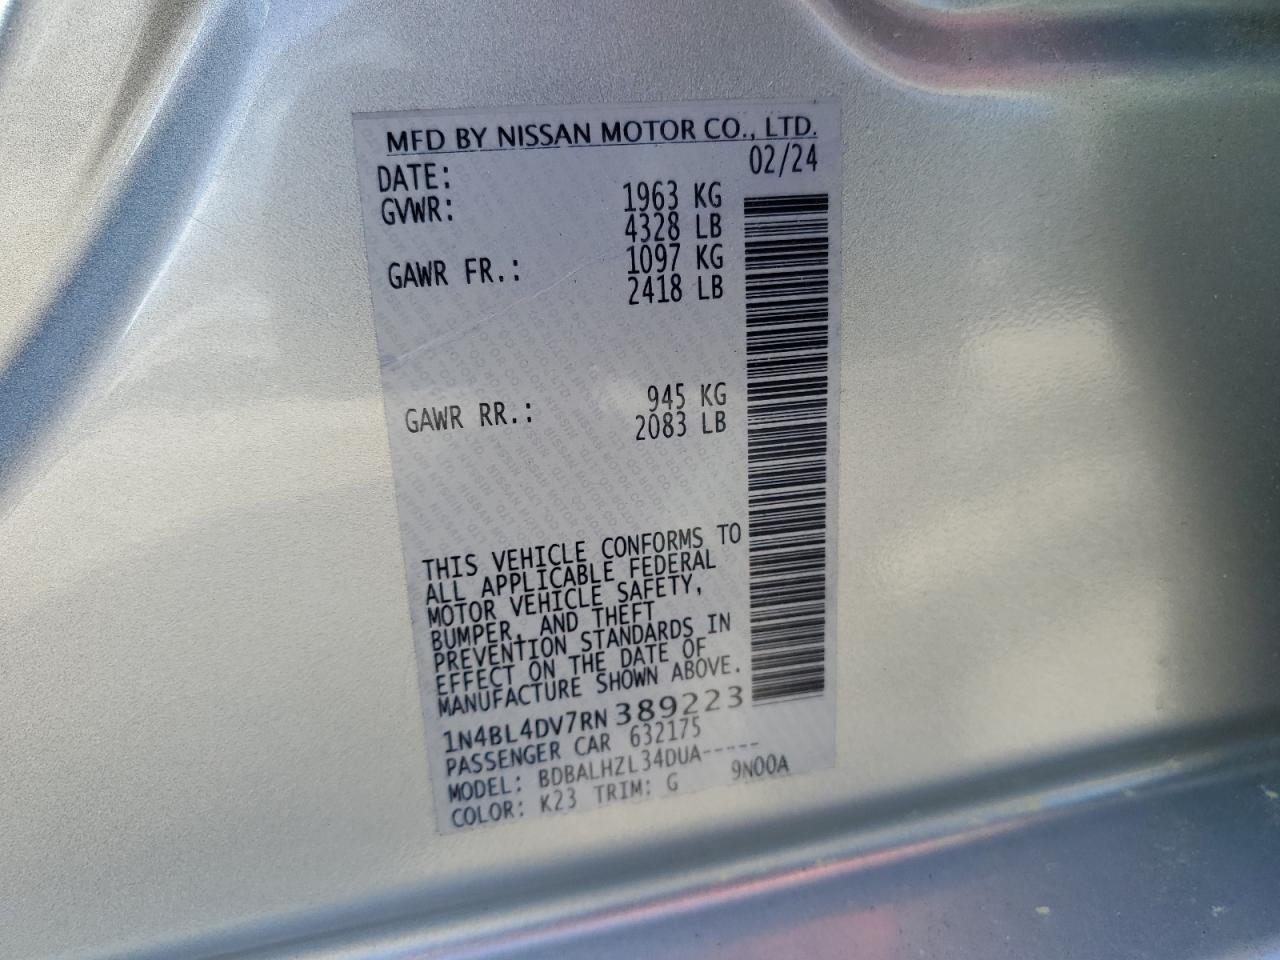 MFD BY NISSAN MOTOR CO., LTD.
DATE: 02/24
GVWR: 1963 KG
4328 LB
GAWR FR.: 1097 KG
2418 LB
GAWR RR.: 945 KG
2083 LB
THIS VEHICLE CONFORMS TO
ALL APPLICABLE FEDERAL
MOTOR VEHICLE SAFETY,
BUMPER, AND THEFT
PREVENTION STANDARDS IN
EFFECT ON THE DATE OF
MANUFACTURE SHOWN ABOVE.
1N4BL4DV7RN389223
PASSENGER CAR 632175
MODEL: BDBALHZL34DUA-----
COLOR: K23 TRIM: G 9N00A